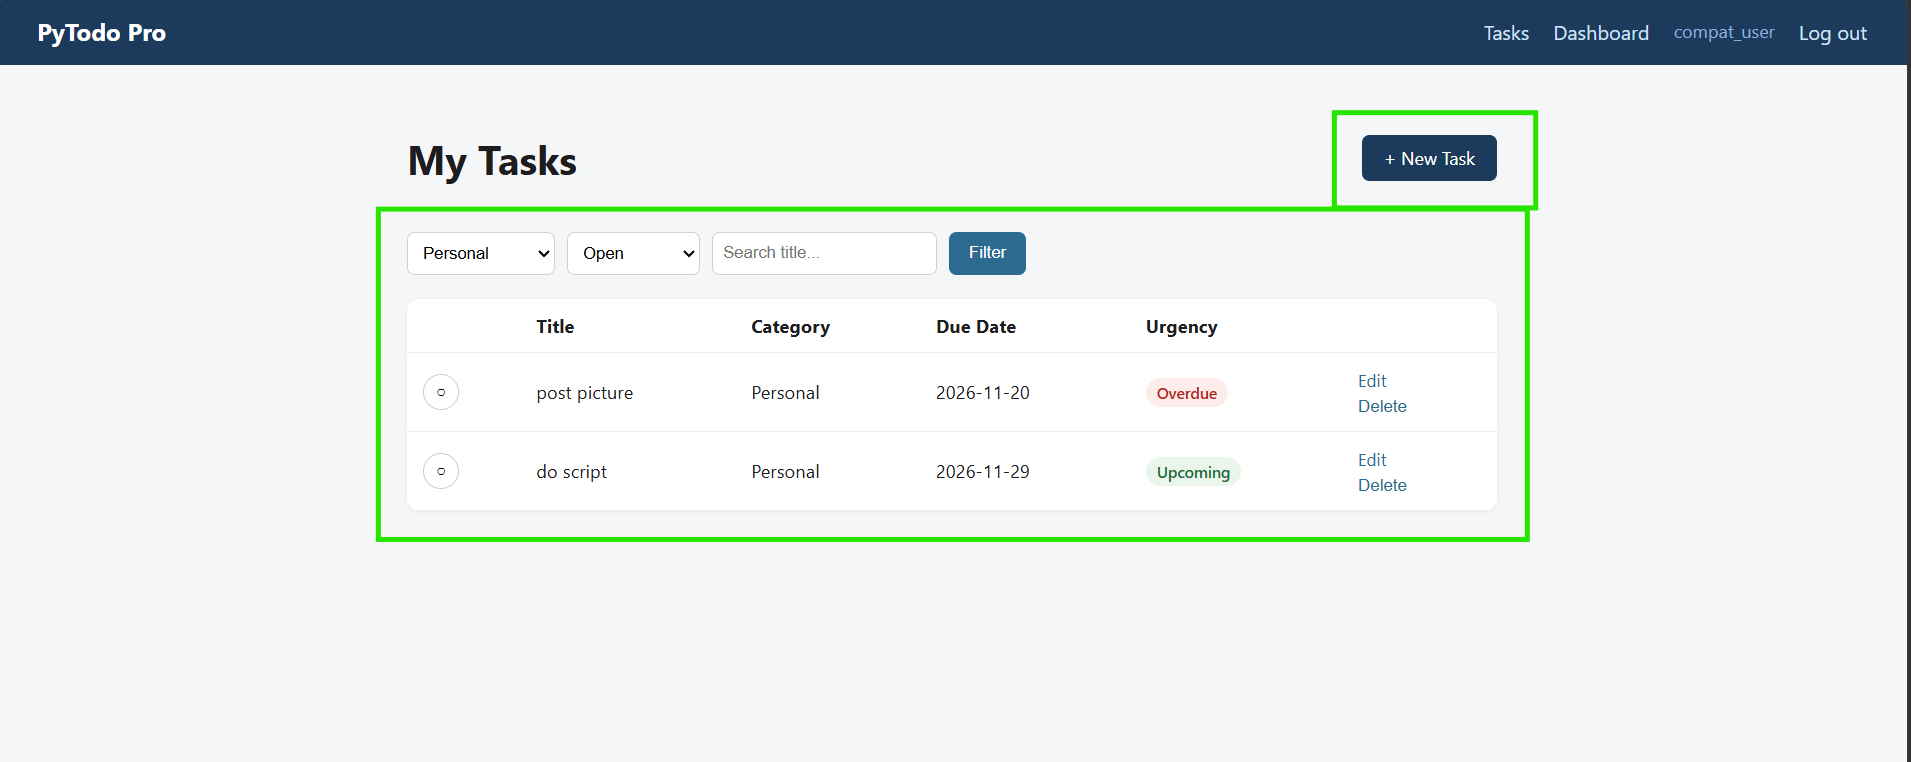 PyTodo Pro
Tasks Dashboard compat_user Log out
My Tasks
+ New Task
Personal Open Search title... Filter
Title Category Due Date Urgency
post picture Personal 2026-11-20 Overdue Edit
Delete
do script Personal 2026-11-29 Upcoming Edit
Delete